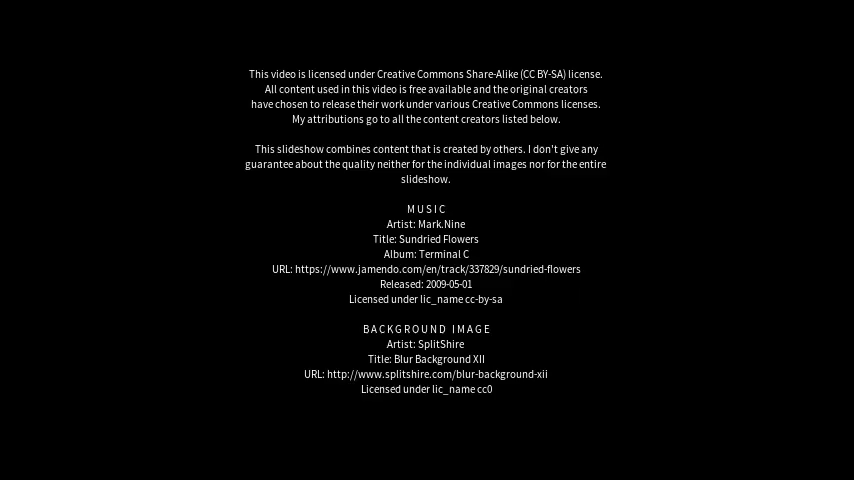 This video is licensed under Creative Commons Share-Alike (CC BY-SA) license.
All content used in this video is free available and the original creators
have chosen to release their work under various Creative Commons licenses.
My attributions go to all the content creators listed below.
This slideshow combines content that is created by others. I don't give any
guarantee about the quality neither for the individual images nor for the entire
slideshow.
MUSIC
Artist: Mark.Nine
Title: Sundried Flowers
Album: Terminal C
URL: https://www.jamendo.com/en/track/337829/sundried-flowers
Released: 2009-05-01
Licensed under lic_name cc-by-sa
BACKGROUND IMAGE
Artist: SplitShire
Title: Blur Background XII
URL: http://www.splitshire.com/blur-background-xii
Licensed under lic_name cc0